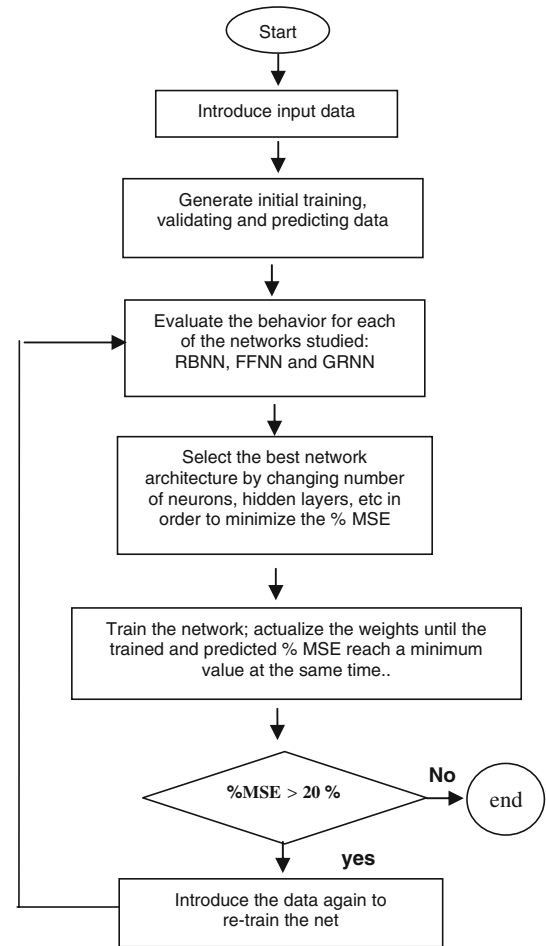 Start
Introduce input data
Generate initial training,
validating and predicting data
Evaluate the behavior for each
of the networks studied:
RBNN, FFNN and GRNN
Select the best network
architecture by changing number
of neurons, hidden layers, etc in
order to minimize the % MSE
Train the network; actualize the weights until the
trained and predicted % MSE reach a minimum
value at the same time..
%MSE > 20 %
No
end
yes
Introduce the data again to
re-train the net